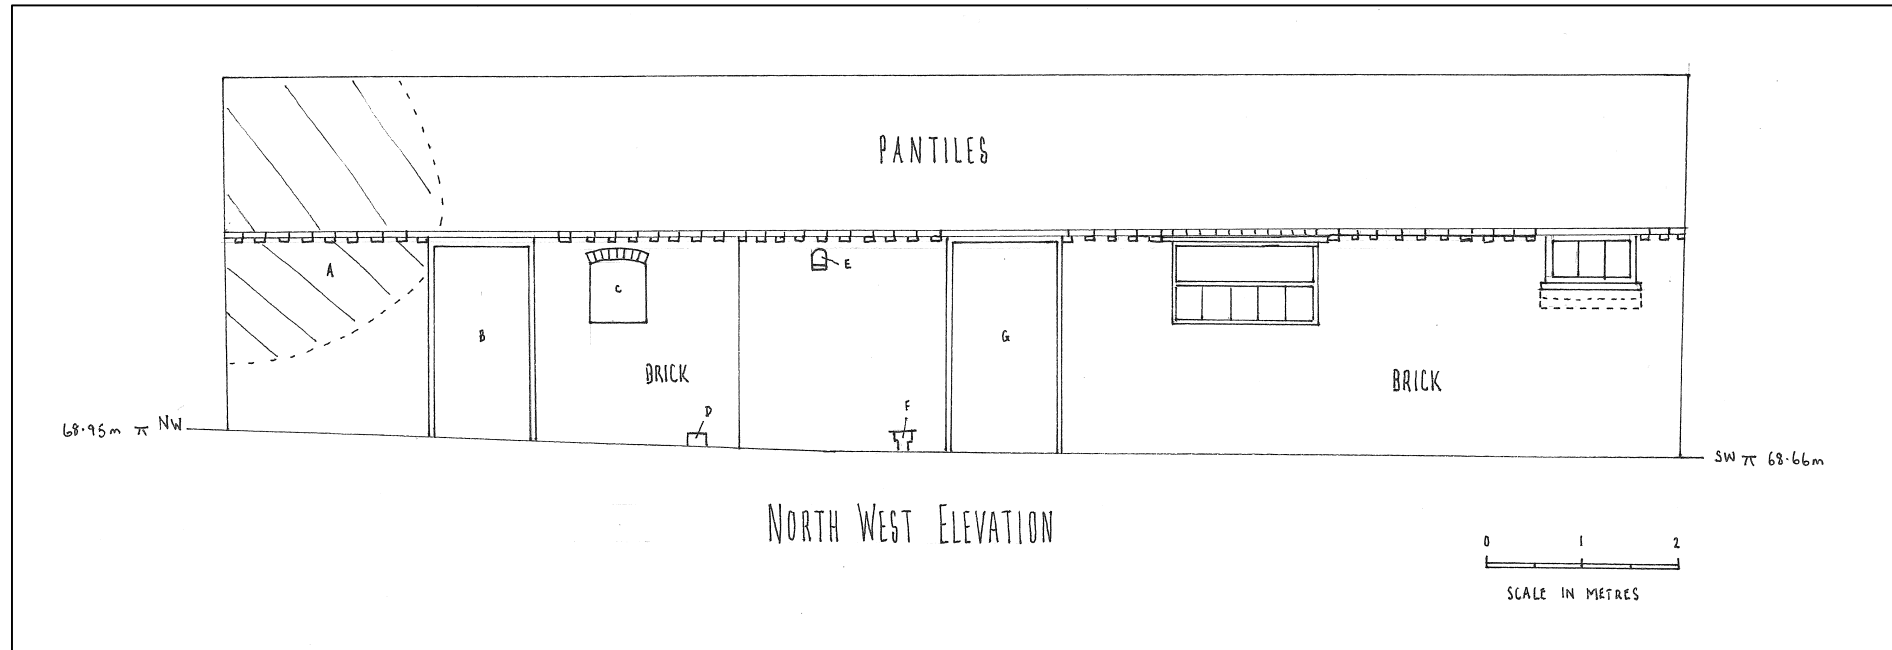 PANTILES
A
E
C
B
G
BRICK
BRICK
D
F
68.95m NW
SW 68.66m
NORTH WEST ELEVATION
0 1 2
SCALE IN METRES